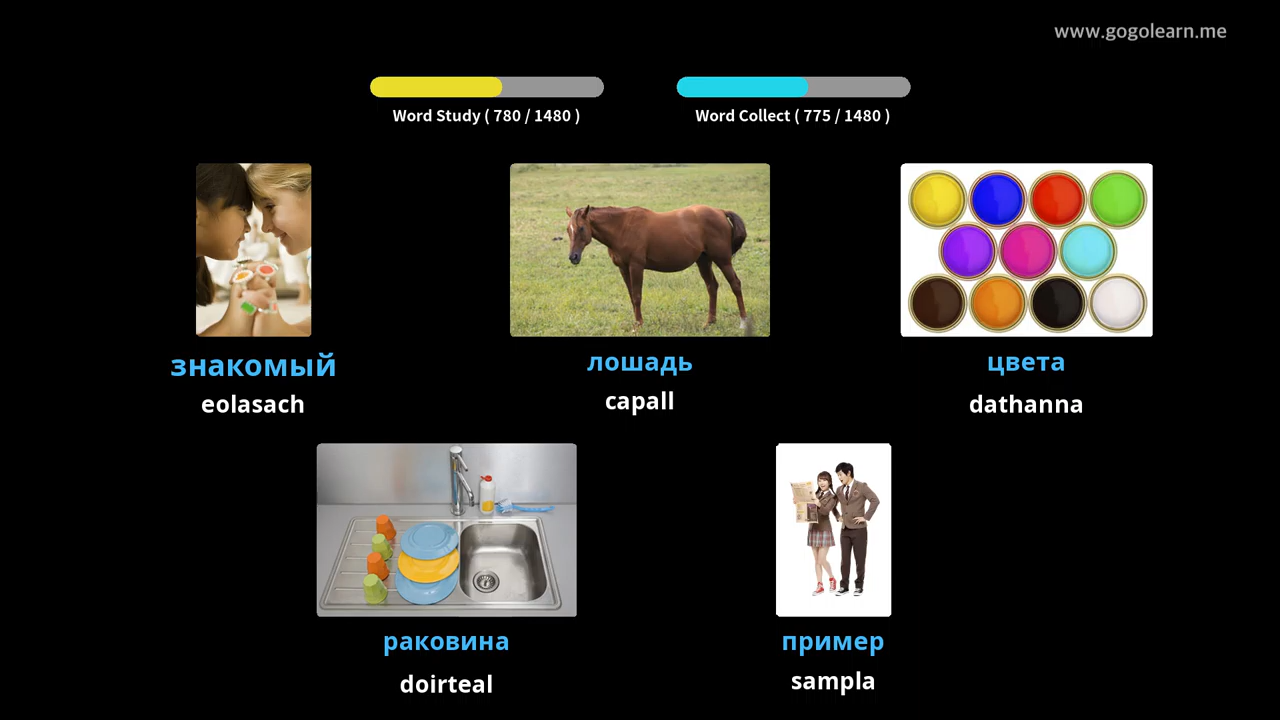 www.gogolearn.me
Word Study ( 780 / 1480 )
Word Collect ( 775 / 1480 )
знакомый
eolasach
лошадь
capall
цвета
dathanna
раковина
doirteal
пример
sampla